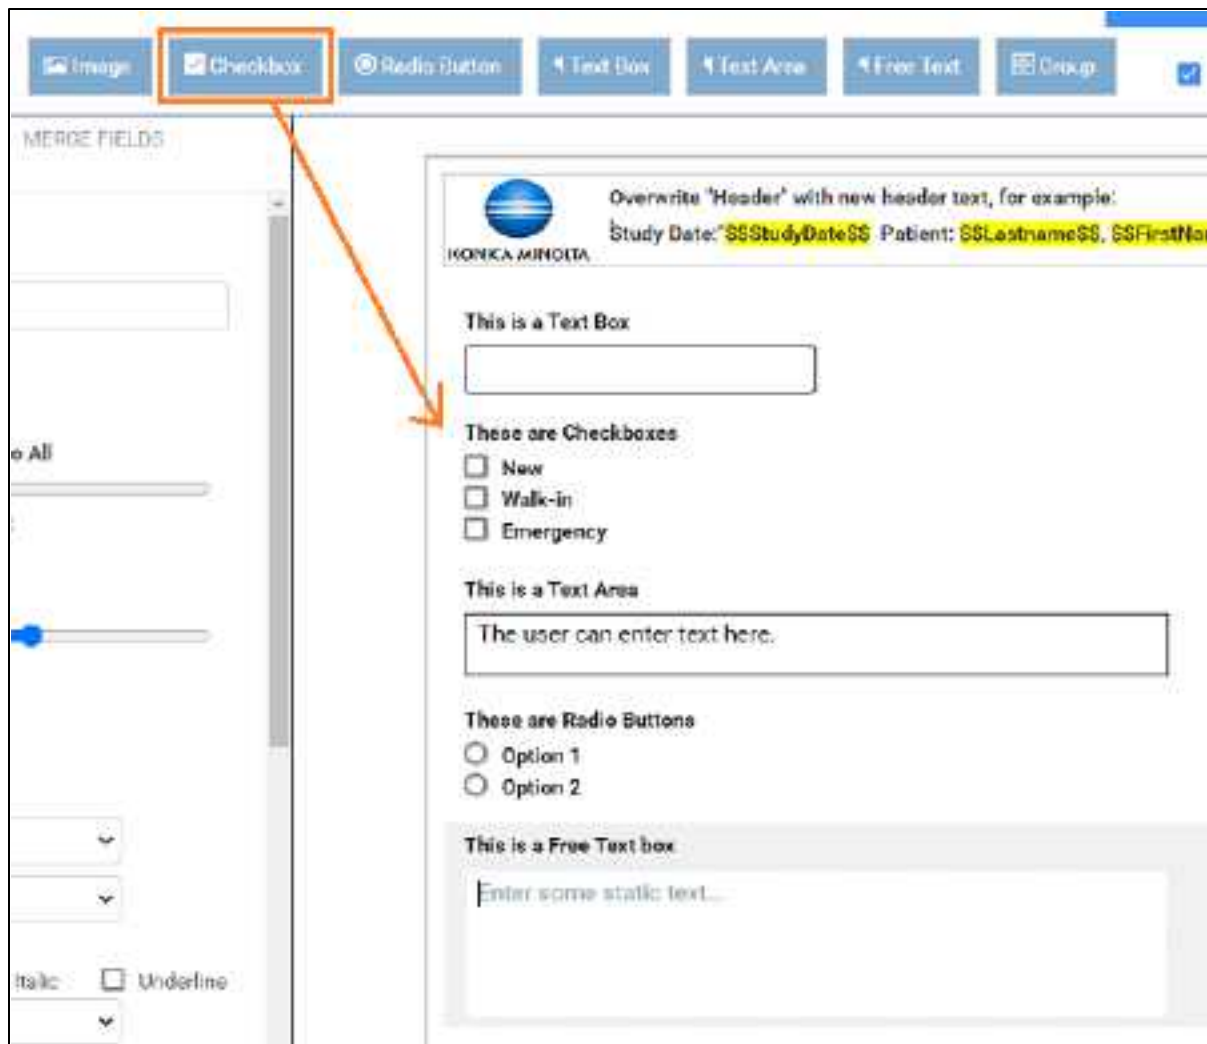 Image
Checkbox
Radio Button
Text Box
Text Area
Free Text
Group
MERGE FIELDS
KONICA MINOLTA
Overwrite "Header" with new header text, for example:
Study Date:"$$StudyDate$$ Patient: $$Lastname$$, $$FirstNa
This is a Text Box
These are Checkboxes
New
Walk-in
Emergency
o All
This is a Text Area
The user can enter text here.
These are Radio Buttons
Option 1
Option 2
This is a Free Text box
Enter some static text...
Italic
Underline